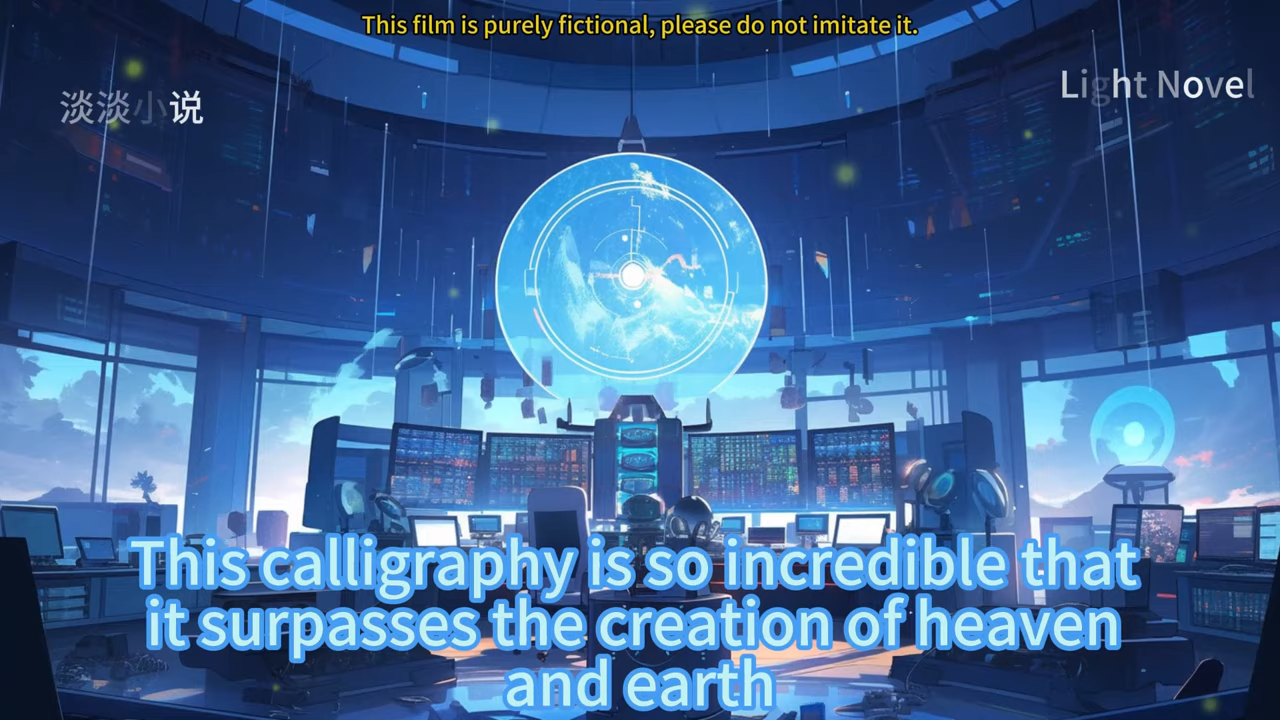 This film is purely fictional, please do not imitate it.
淡淡小说
Light Novel
This calligraphy is so incredible that
it surpasses the creation of heaven
and earth